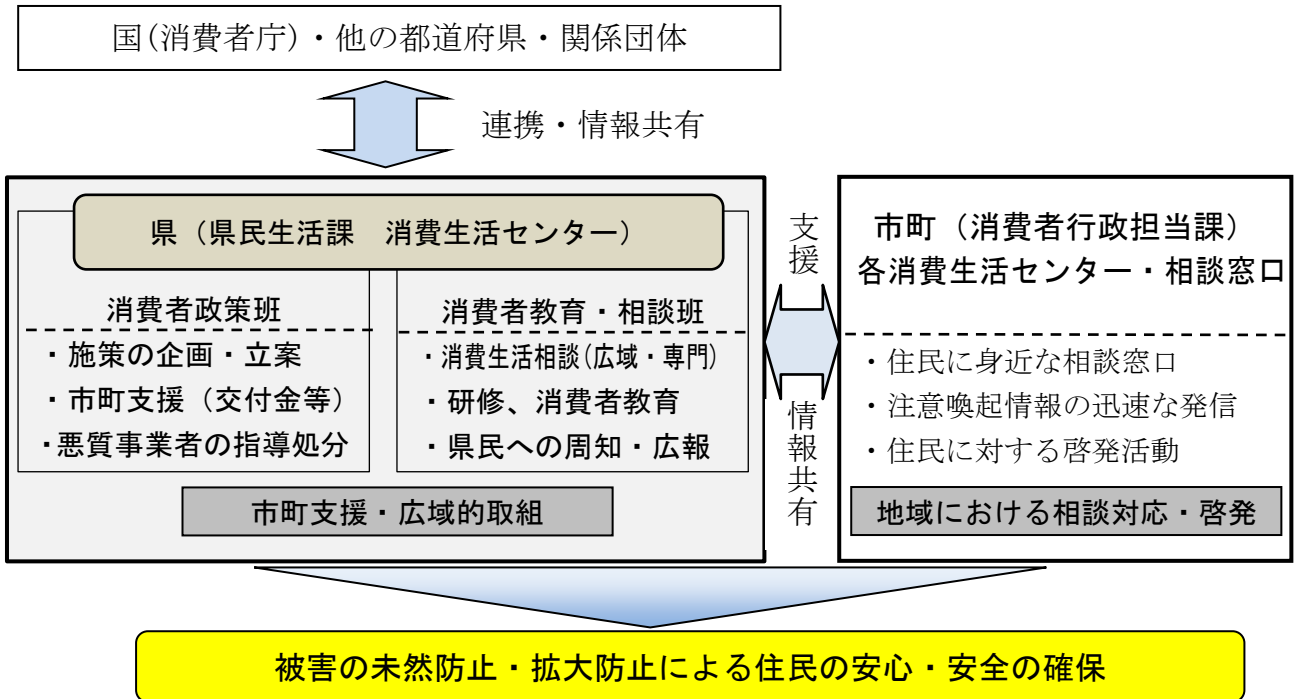 国(消費者庁)・他の都道府県・関係団体
連携・情報共有
県（県民生活課　消費生活センター）
消費者政策班
・施策の企画・立案
・市町支援（交付金等）
・悪質事業者の指導処分
消費者教育・相談班
・消費生活相談(広域・専門)
・研修、消費者教育
・県民への周知・広報
市町支援・広域的取組
支援
情報共有
市町（消費者行政担当課）
各消費生活センター・相談窓口
・住民に身近な相談窓口
・注意喚起情報の迅速な発信
・住民に対する啓発活動
地域における相談対応・啓発
被害の未然防止・拡大防止による住民の安心・安全の確保